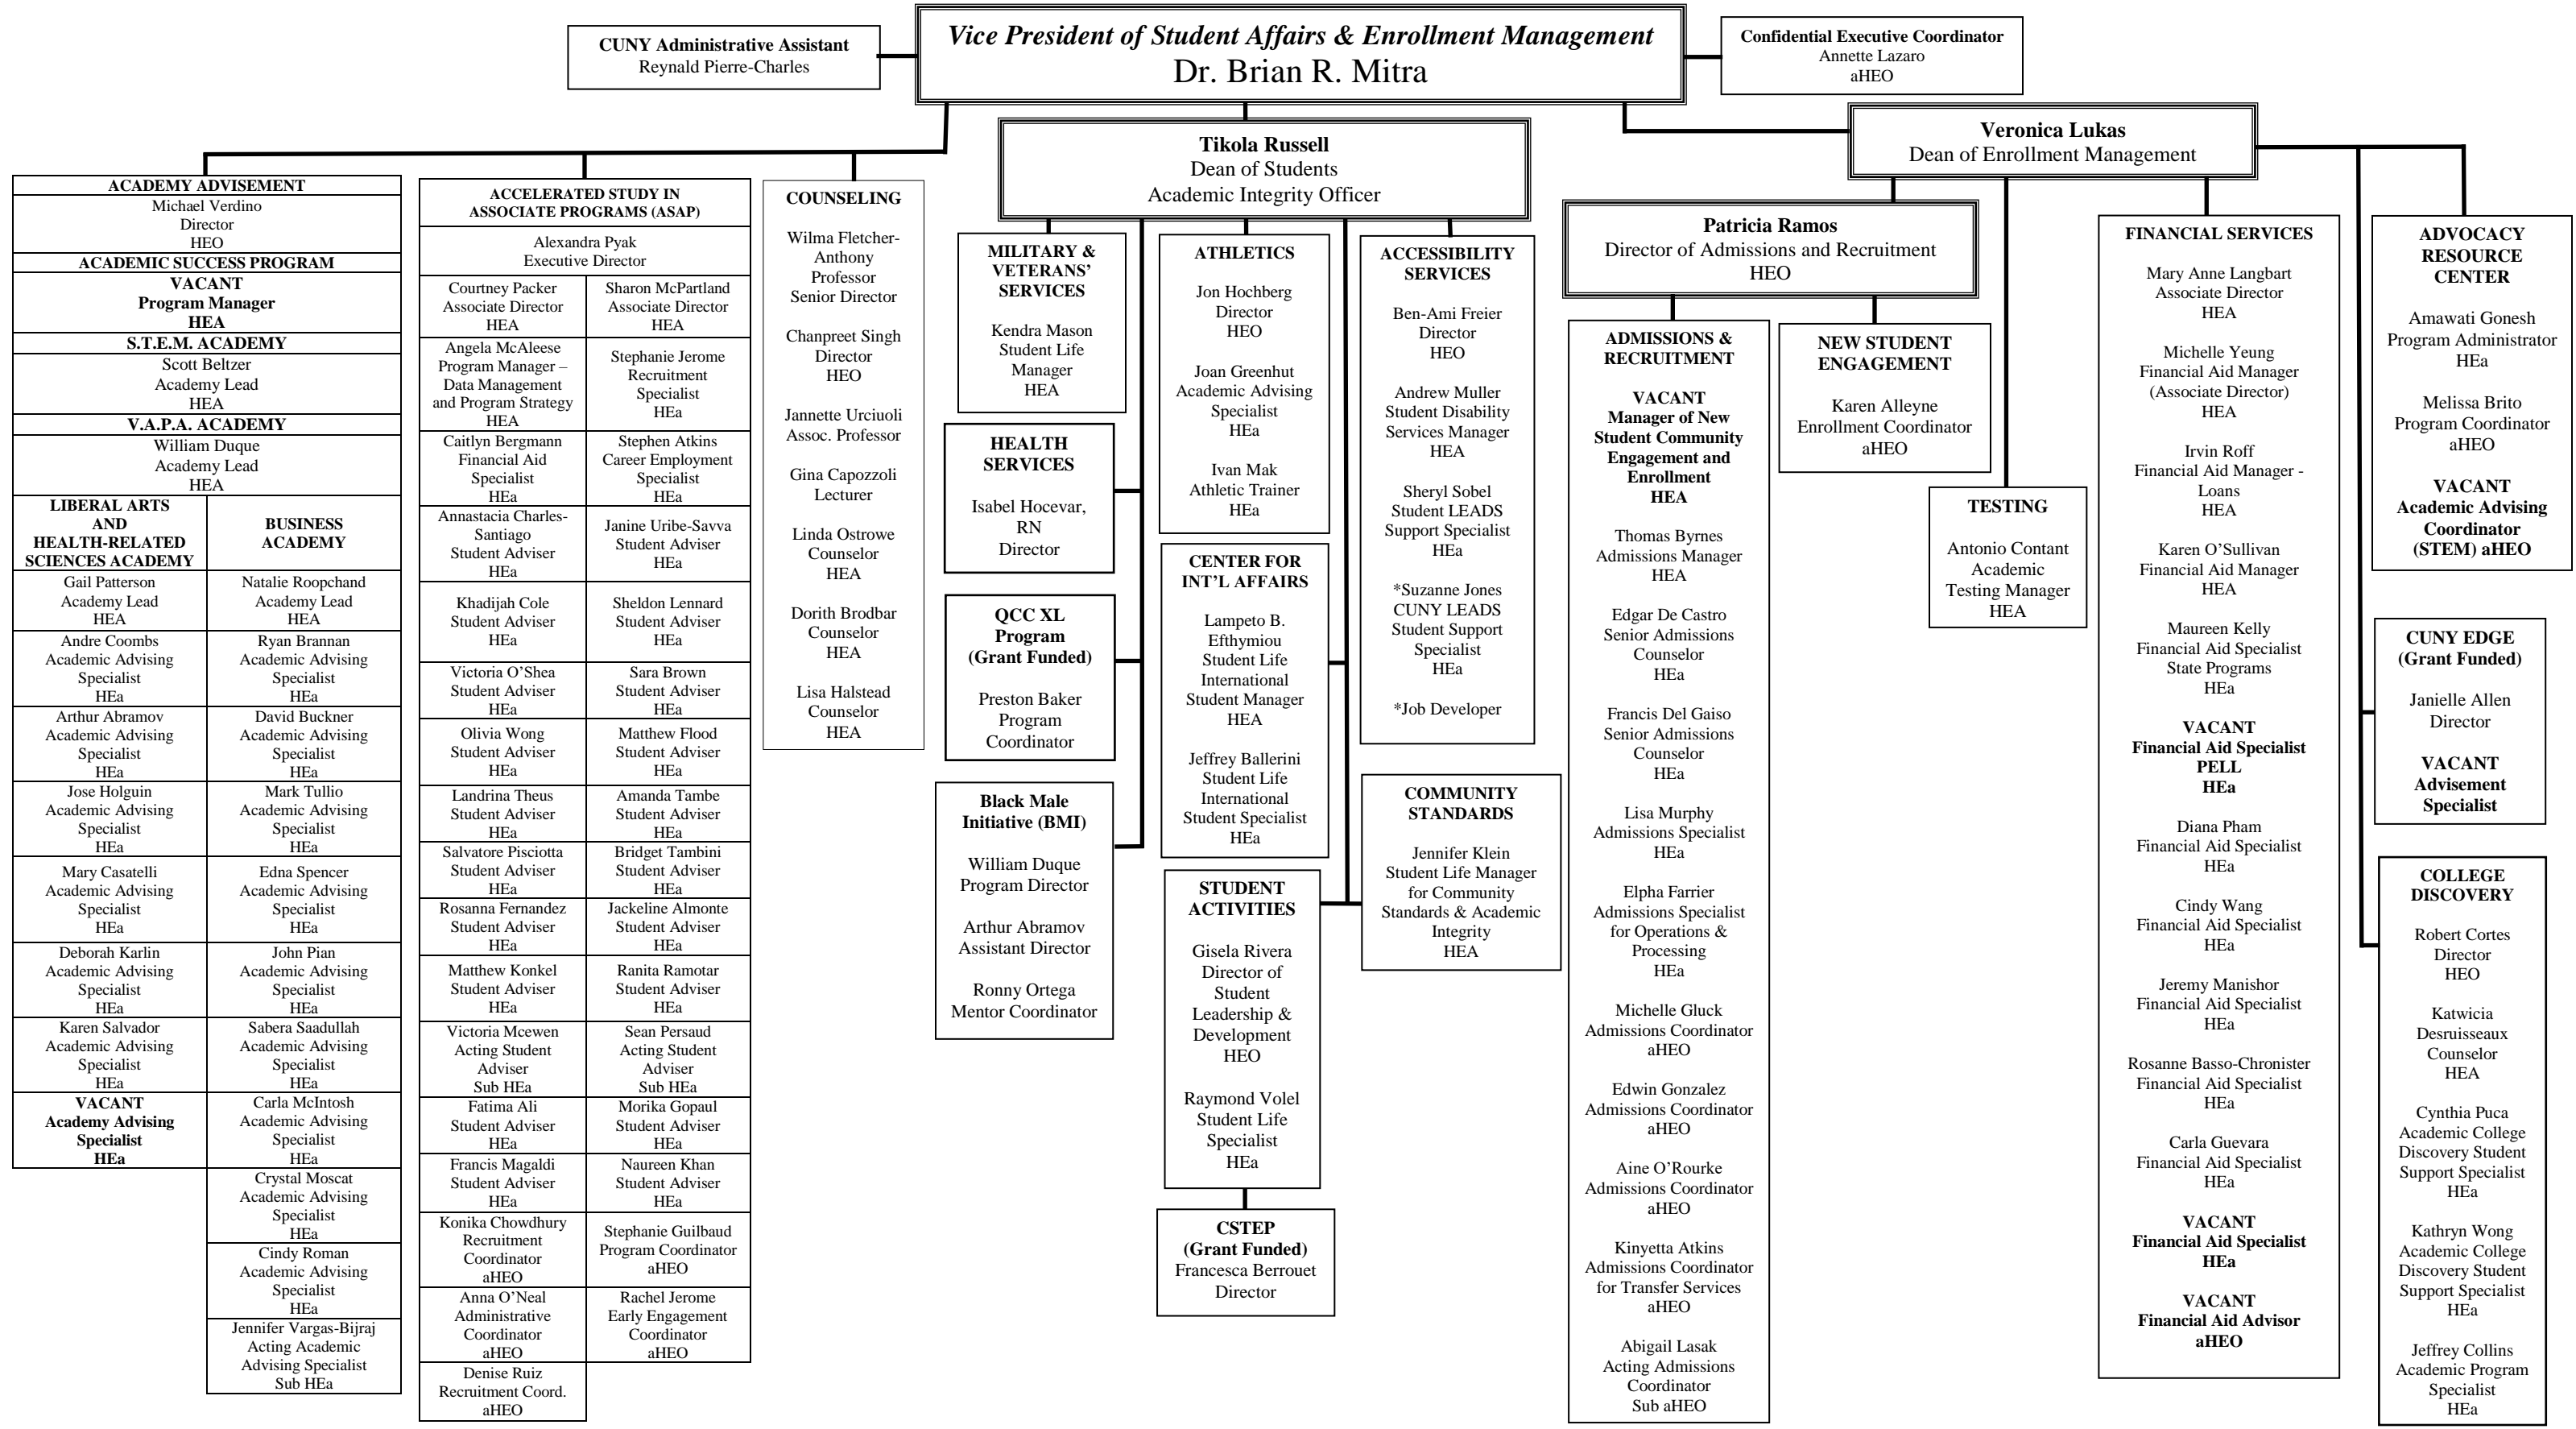 CUNY Administrative Assistant
Reynald Pierre-Charles
Vice President of Student Affairs & Enrollment Management
Dr. Brian R. Mitra
Confidential Executive Coordinator
Annette Lazaro
aHEO
Tikola Russell
Dean of Students
Academic Integrity Officer
Veronica Lukas
Dean of Enrollment Management
ACADEMY ADVISEMENT
Michael Verdino
Director
HEO
ACADEMIC SUCCESS PROGRAM
VACANT
Program Manager
HEA
S.T.E.M. ACADEMY
Scott Beltzer
Academy Lead
HEA
V.A.P.A. ACADEMY
William Duque
Academy Lead
HEA
LIBERAL ARTS
AND
HEALTH-RELATED
SCIENCES ACADEMY
Gail Patterson
Academy Lead
HEA
Andre Coombs
Academic Advising
Specialist
HEa
Arthur Abramov
Academic Advising
Specialist
HEa
Jose Holguin
Academic Advising
Specialist
HEa
Mary Casatelli
Academic Advising
Specialist
HEa
Deborah Karlin
Academic Advising
Specialist
HEa
Karen Salvador
Academic Advising
Specialist
HEa
VACANT
Academy Advising
Specialist
HEa
BUSINESS
ACADEMY
Natalie Roopchand
Academy Lead
HEA
Ryan Brannan
Academic Advising
Specialist
HEa
David Buckner
Academic Advising
Specialist
HEa
Mark Tullio
Academic Advising
Specialist
HEa
Edna Spencer
Academic Advising
Specialist
HEa
John Pian
Academic Advising
Specialist
HEa
Sabera Saadullah
Academic Advising
Specialist
HEa
Carla McIntosh
Academic Advising
Specialist
HEa
Crystal Moscat
Academic Advising
Specialist
HEa
Cindy Roman
Academic Advising
Specialist
HEa
Jennifer Vargas-Bijraj
Acting Academic
Advising Specialist
Sub HEa
ACCELERATED STUDY IN
ASSOCIATE PROGRAMS (ASAP)
Alexandra Pyak
Executive Director
Courtney Packer
Associate Director
HEA
Angela McAleese
Program Manager –
Data Management
and Program Strategy
HEA
Caitlyn Bergmann
Financial Aid
Specialist
HEa
Annastacia Charles-
Santiago
Student Adviser
HEa
Khadijah Cole
Student Adviser
HEa
Victoria O’Shea
Student Adviser
HEa
Olivia Wong
Student Adviser
HEa
Landrina Theus
Student Adviser
HEa
Salvatore Pisciotta
Student Adviser
HEa
Rosanna Fernandez
Student Adviser
HEa
Matthew Konkel
Student Adviser
HEa
Victoria Mcewen
Acting Student
Adviser
Sub HEa
Fatima Ali
Student Adviser
HEa
Francis Magaldi
Student Adviser
HEa
Konika Chowdhury
Recruitment
Coordinator
aHEO
Anna O’Neal
Administrative
Coordinator
aHEO
Denise Ruiz
Recruitment Coord.
aHEO
Sharon McPartland
Associate Director
HEA
Stephanie Jerome
Recruitment
Specialist
HEa
Stephen Atkins
Career Employment
Specialist
HEa
Janine Uribe-Savva
Student Adviser
HEa
Sheldon Lennard
Student Adviser
HEa
Sara Brown
Student Adviser
HEa
Matthew Flood
Student Adviser
HEa
Amanda Tambe
Student Adviser
HEa
Bridget Tambini
Student Adviser
HEa
Jackeline Almonte
Student Adviser
HEa
Ranita Ramotar
Student Adviser
HEa
Sean Persaud
Acting Student
Adviser
Sub HEa
Morika Gopaul
Student Adviser
HEa
Naureen Khan
Student Adviser
HEa
Stephanie Guilbaud
Program Coordinator
aHEO
Rachel Jerome
Early Engagement
Coordinator
aHEO
COUNSELING
Wilma Fletcher-
Anthony
Professor
Senior Director
Chanpreet Singh
Director
HEO
Jannette Urciuoli
Assoc. Professor
Gina Capozzoli
Lecturer
Linda Ostrowe
Counselor
HEA
Dorith Brodbar
Counselor
HEA
Lisa Halstead
Counselor
HEA
MILITARY &
VETERANS’
SERVICES
Kendra Mason
Student Life
Manager
HEA
HEALTH
SERVICES
Isabel Hocevar,
RN
Director
QCC XL
Program
(Grant Funded)
Preston Baker
Program
Coordinator
Black Male
Initiative (BMI)
William Duque
Program Director
Arthur Abramov
Assistant Director
Ronny Ortega
Mentor Coordinator
ATHLETICS
Jon Hochberg
Director
HEO
Joan Greenhut
Academic Advising
Specialist
HEa
Ivan Mak
Athletic Trainer
HEa
CENTER FOR
INT’L AFFAIRS
Lampeto B.
Efthymiou
Student Life
International
Student Manager
HEA
Jeffrey Ballerini
Student Life
International
Student Specialist
HEa
STUDENT
ACTIVITIES
Gisela Rivera
Director of
Student
Leadership &
Development
HEO
Raymond Volel
Student Life
Specialist
HEa
CSTEP
(Grant Funded)
Francesca Berrouet
Director
ACCESSIBILITY
SERVICES
Ben-Ami Freier
Director
HEO
Andrew Muller
Student Disability
Services Manager
HEA
Sheryl Sobel
Student LEADS
Support Specialist
HEa
*Suzanne Jones
CUNY LEADS
Student Support
Specialist
HEa
*Job Developer
COMMUNITY
STANDARDS
Jennifer Klein
Student Life Manager
for Community
Standards & Academic
Integrity
HEA
Patricia Ramos
Director of Admissions and Recruitment
HEO
ADMISSIONS &
RECRUITMENT
VACANT
Manager of New
Student Community
Engagement and
Enrollment
HEA
Thomas Byrnes
Admissions Manager
HEA
Edgar De Castro
Senior Admissions
Counselor
HEa
Francis Del Gaiso
Senior Admissions
Counselor
HEa
Lisa Murphy
Admissions Specialist
HEa
Elpha Farrier
Admissions Specialist
for Operations &
Processing
HEa
Michelle Gluck
Admissions Coordinator
aHEO
Edwin Gonzalez
Admissions Coordinator
aHEO
Aine O’Rourke
Admissions Coordinator
aHEO
Kinyetta Atkins
Admissions Coordinator
for Transfer Services
aHEO
Abigail Lasak
Acting Admissions
Coordinator
Sub aHEO
NEW STUDENT
ENGAGEMENT
Karen Alleyne
Enrollment Coordinator
aHEO
TESTING
Antonio Contant
Academic
Testing Manager
HEA
FINANCIAL SERVICES
Mary Anne Langbart
Associate Director
HEA
Michelle Yeung
Financial Aid Manager
(Associate Director)
HEA
Irvin Roff
Financial Aid Manager -
Loans
HEA
Karen O’Sullivan
Financial Aid Manager
HEA
Maureen Kelly
Financial Aid Specialist
State Programs
HEa
VACANT
Financial Aid Specialist
PELL
HEa
Diana Pham
Financial Aid Specialist
HEa
Cindy Wang
Financial Aid Specialist
HEa
Jeremy Manishor
Financial Aid Specialist
HEa
Rosanne Basso-Chronister
Financial Aid Specialist
HEa
Carla Guevara
Financial Aid Specialist
HEa
VACANT
Financial Aid Specialist
HEa
VACANT
Financial Aid Advisor
aHEO
ADVOCACY
RESOURCE
CENTER
Amawati Gonesh
Program Administrator
HEa
Melissa Brito
Program Coordinator
aHEO
VACANT
Academic Advising
Coordinator
(STEM) aHEO
CUNY EDGE
(Grant Funded)
Janielle Allen
Director
VACANT
Advisement
Specialist
COLLEGE
DISCOVERY
Robert Cortes
Director
HEO
Katwicia
Desruisseaux
Counselor
HEA
Cynthia Puca
Academic College
Discovery Student
Support Specialist
HEa
Kathryn Wong
Academic College
Discovery Student
Support Specialist
HEa
Jeffrey Collins
Academic Program
Specialist
HEa